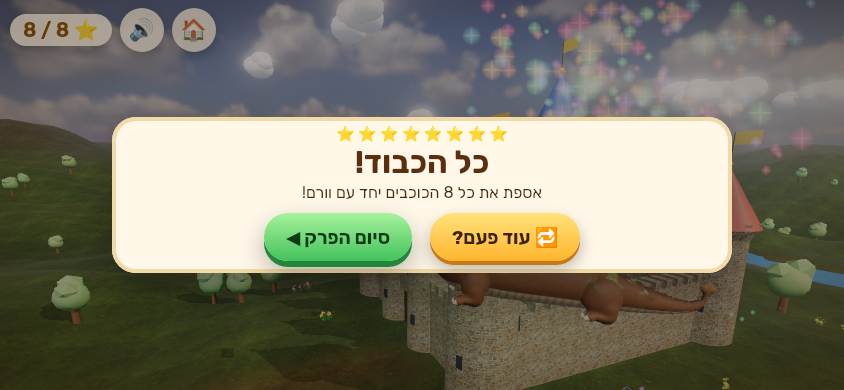 8 / 8 ⭐
⭐⭐⭐⭐⭐⭐⭐⭐
כל הכבוד!
אספת את כל 8 הכוכבים יחד עם וורם!
🔁 עוד פעם?
סיום הפרק ◀